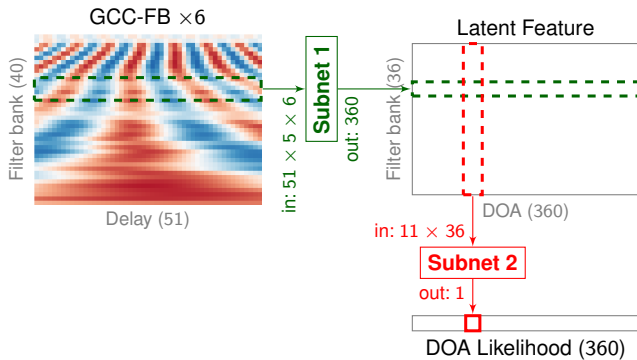 GCC-FB ×6
Filter bank (40)
Delay (51)
in: 51 × 5 × 6
Subnet 1
out: 360
Latent Feature
Filter bank (36)
DOA (360)
in: 11 × 36
Subnet 2
out: 1
DOA Likelihood (360)